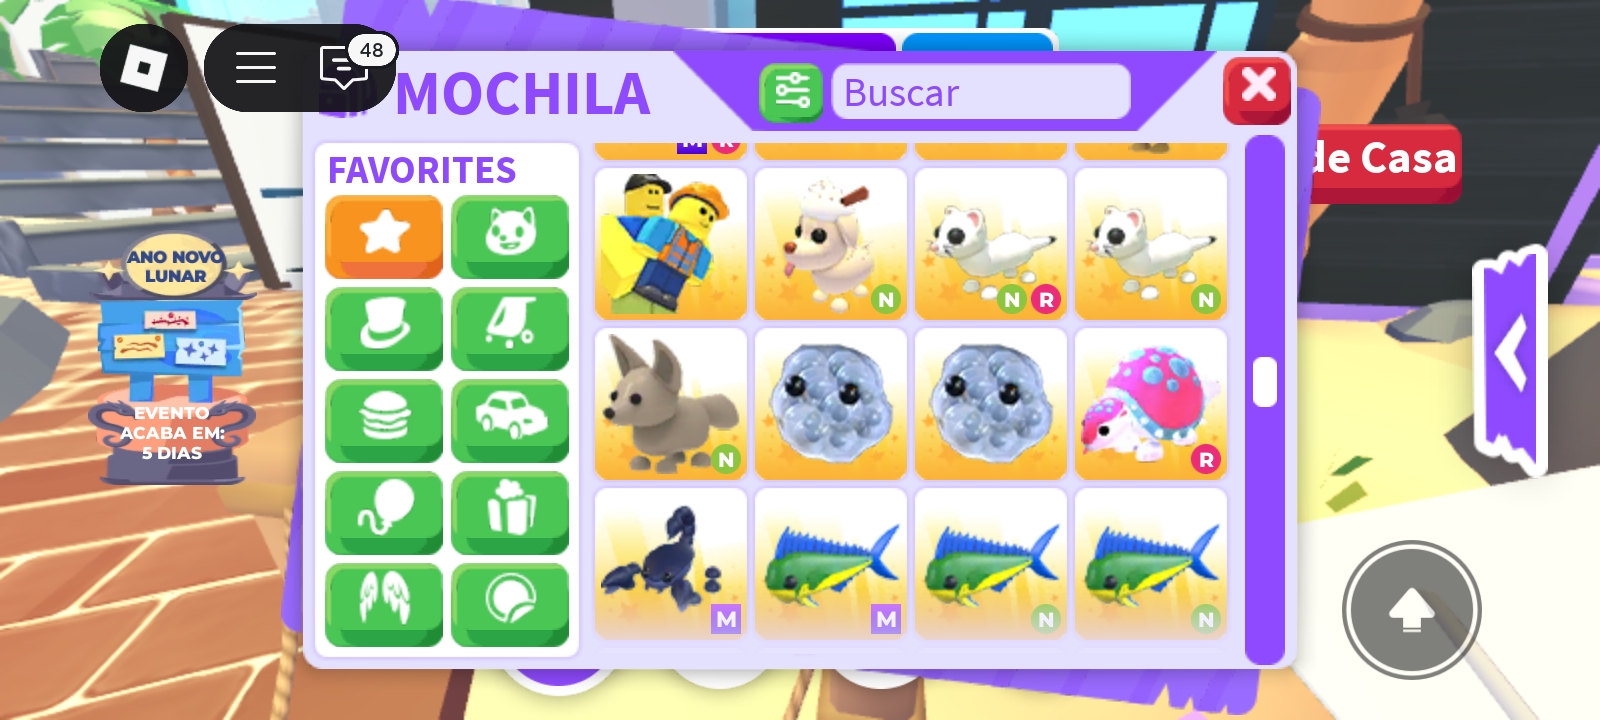 48
MOCHILA
Buscar
de Casa
FAVORITES
M R
N
N R
N
ANO NOVO
LUNAR
N
R
EVENTO
ACABA EM:
5 DIAS
M
M
N
N